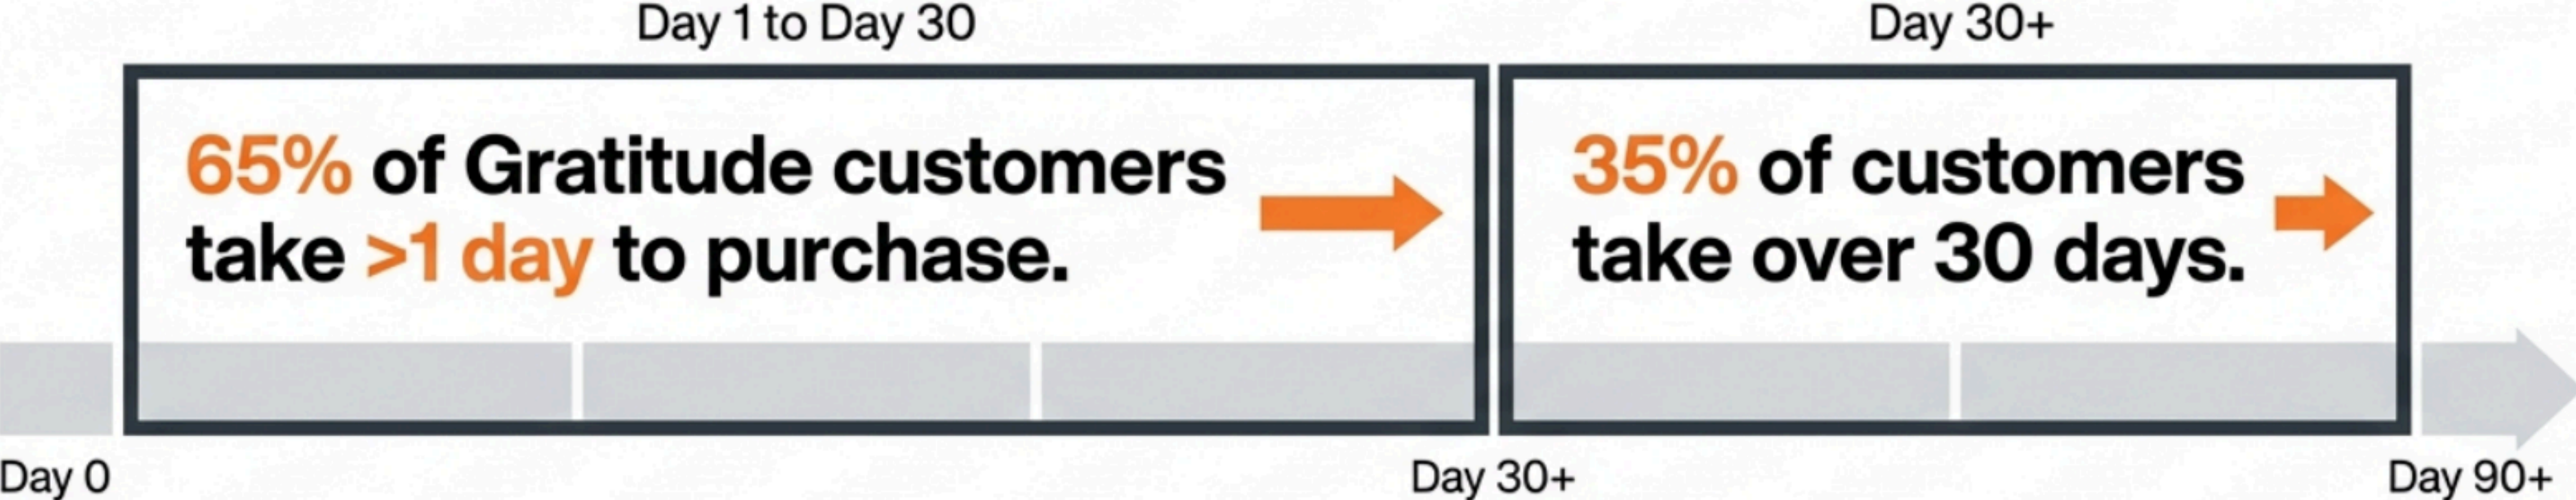 Day 1 to Day 30
Day 30+
65% of Gratitude customers
take >1 day to purchase.
35% of customers
take over 30 days.
Day 0
Day 30+
Day 90+